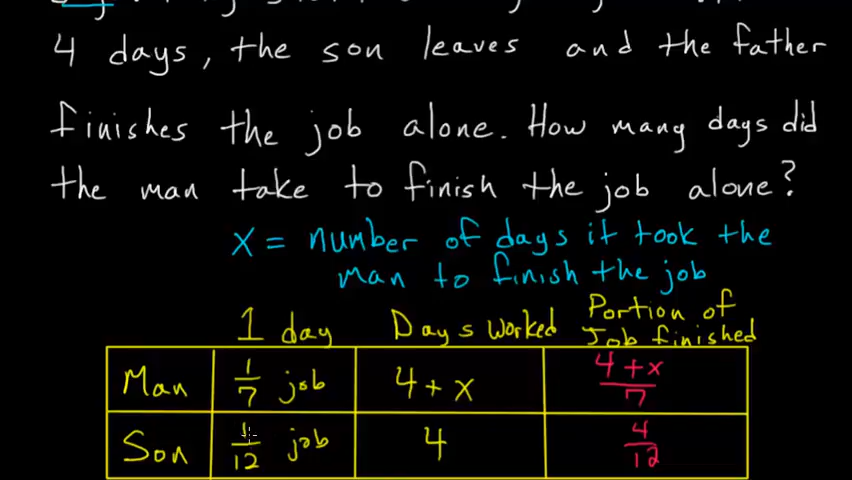 4 days, the son leaves and the father
finishes the job alone. How many days did
the man take to finish the job alone?
x = number of days it took the
man to finish the job
1 day Days worked Portion of Job finished
Man 1/7 job 4 + x 4 + x/7
Son 1/12 job 4 4/12